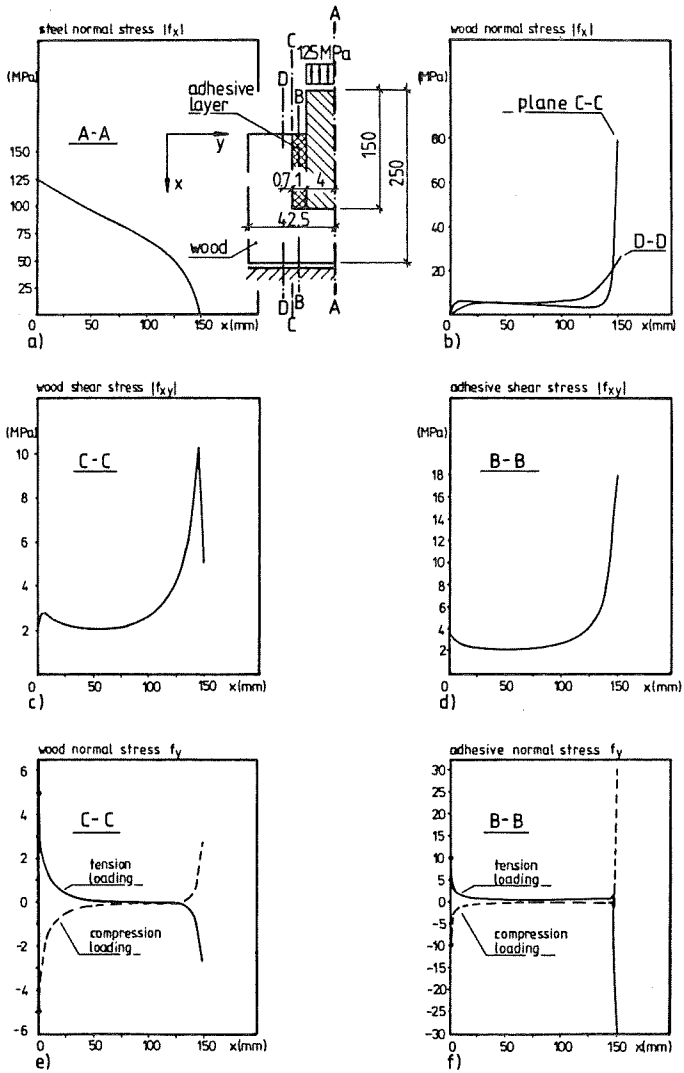 steel normal stress |fx|
(MPa)
A-A
150
125
100
75
50
25
0
50
100
150
x(mm)
a)
A
C
125MPa
D
B
adhesive
layer
y
x
0.7
1
4
42.5
150
250
wood
D
C
B
A
wood normal stress |fx|
(MPa)
plane C-C
D-D
80
60
40
20
0
50
100
150
x(mm)
b)
wood shear stress |fxy|
(MPa)
C-C
10
8
6
4
2
0
50
100
150
x(mm)
c)
adhesive shear stress |fxy|
(MPa)
B-B
18
16
14
12
10
8
6
4
2
0
50
100
150
x(mm)
d)
wood normal stress fy
C-C
6
4
2
0
-2
-4
-6
tension
loading
compression
loading
50
100
150
x(mm)
e)
adhesive normal stress fy
B-B
30
25
20
15
10
5
0
-5
-10
-15
-20
-25
-30
tension
loading
compression
loading
50
100
150
x(mm)
f)